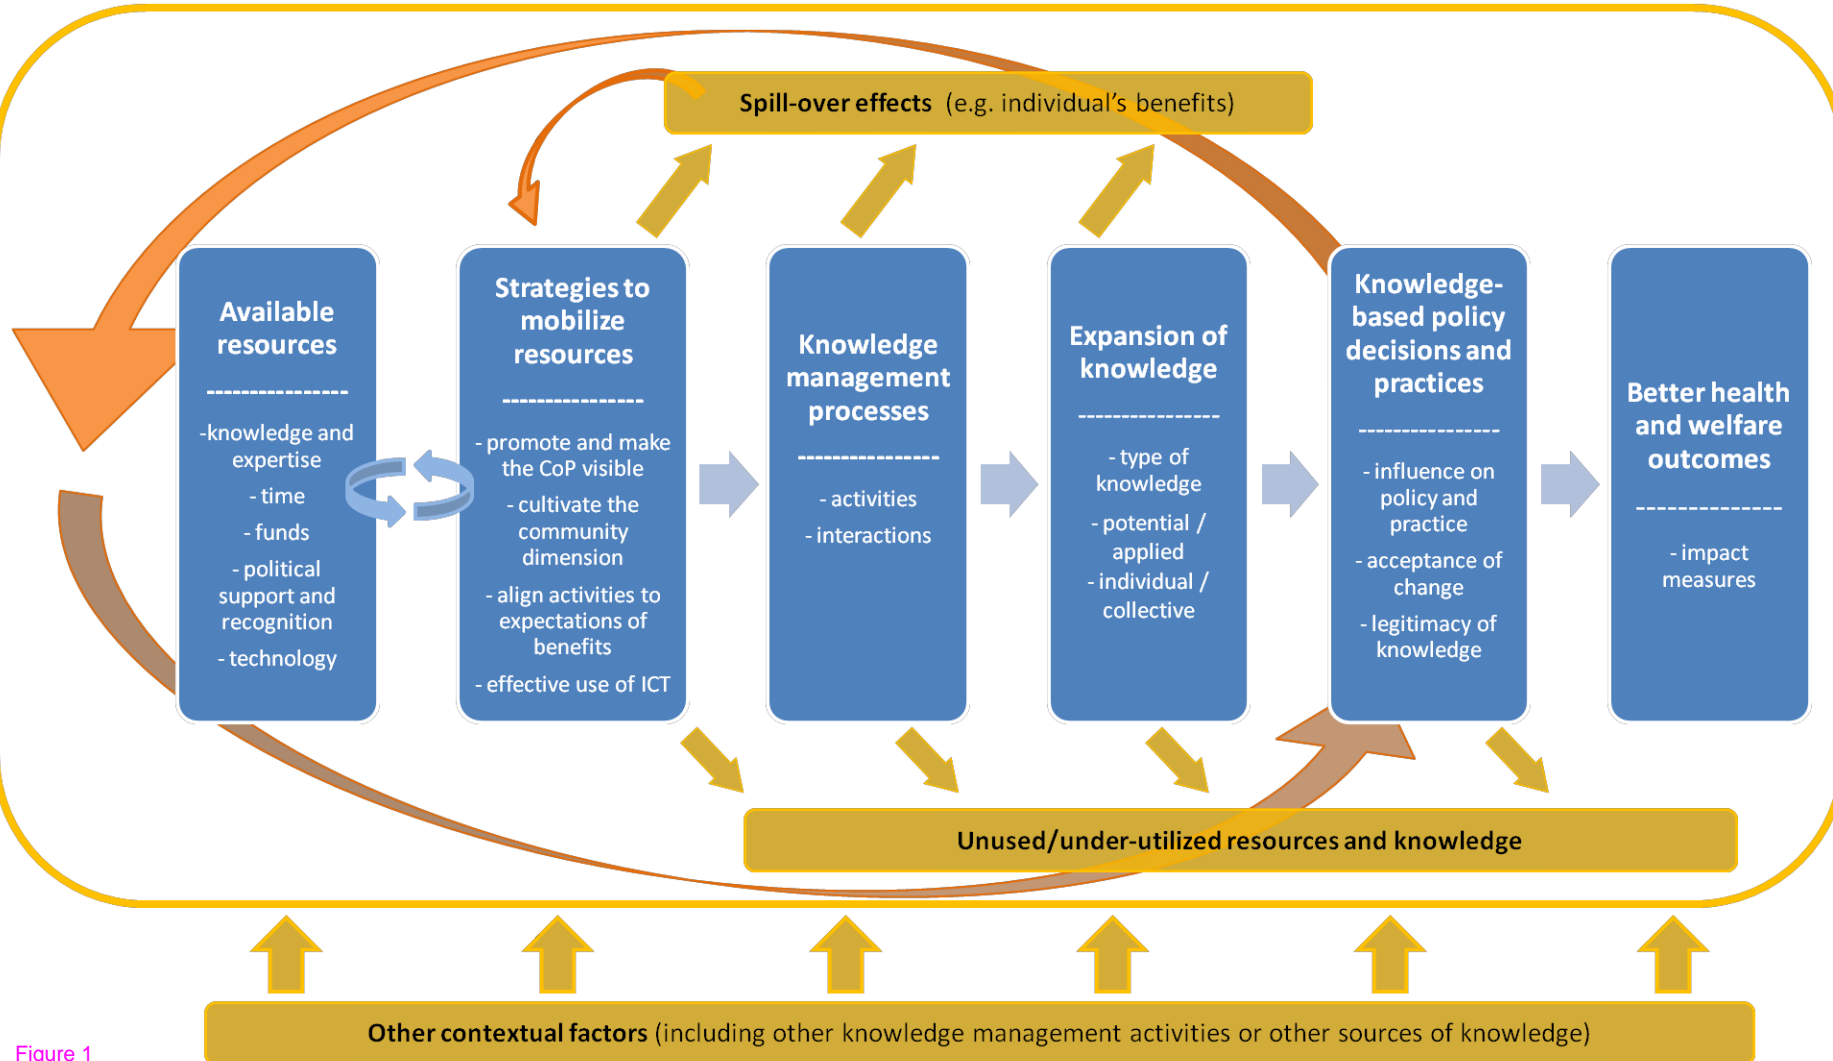 Spill-over effects (e.g. individual's benefits)
Available
resources
----------------
-knowledge and
expertise
- time
- funds
- political
support and
recognition
- technology
Strategies to
mobilize
resources
----------------
- promote and make
the CoP visible
- cultivate the
community
dimension
- align activities to
expectations of
benefits
- effective use of ICT
Knowledge
management
processes
----------------
- activities
- interactions
Expansion of
knowledge
----------------
- type of
knowledge
- potential /
applied
- individual /
collective
Knowledge-
based policy
decisions and
practices
----------------
- influence on
policy and
practice
- acceptance of
change
- legitimacy of
knowledge
Better health
and welfare
outcomes
--------------
- impact
measures
Unused/under-utilized resources and knowledge
Other contextual factors (including other knowledge management activities or other sources of knowledge)
Figure 1